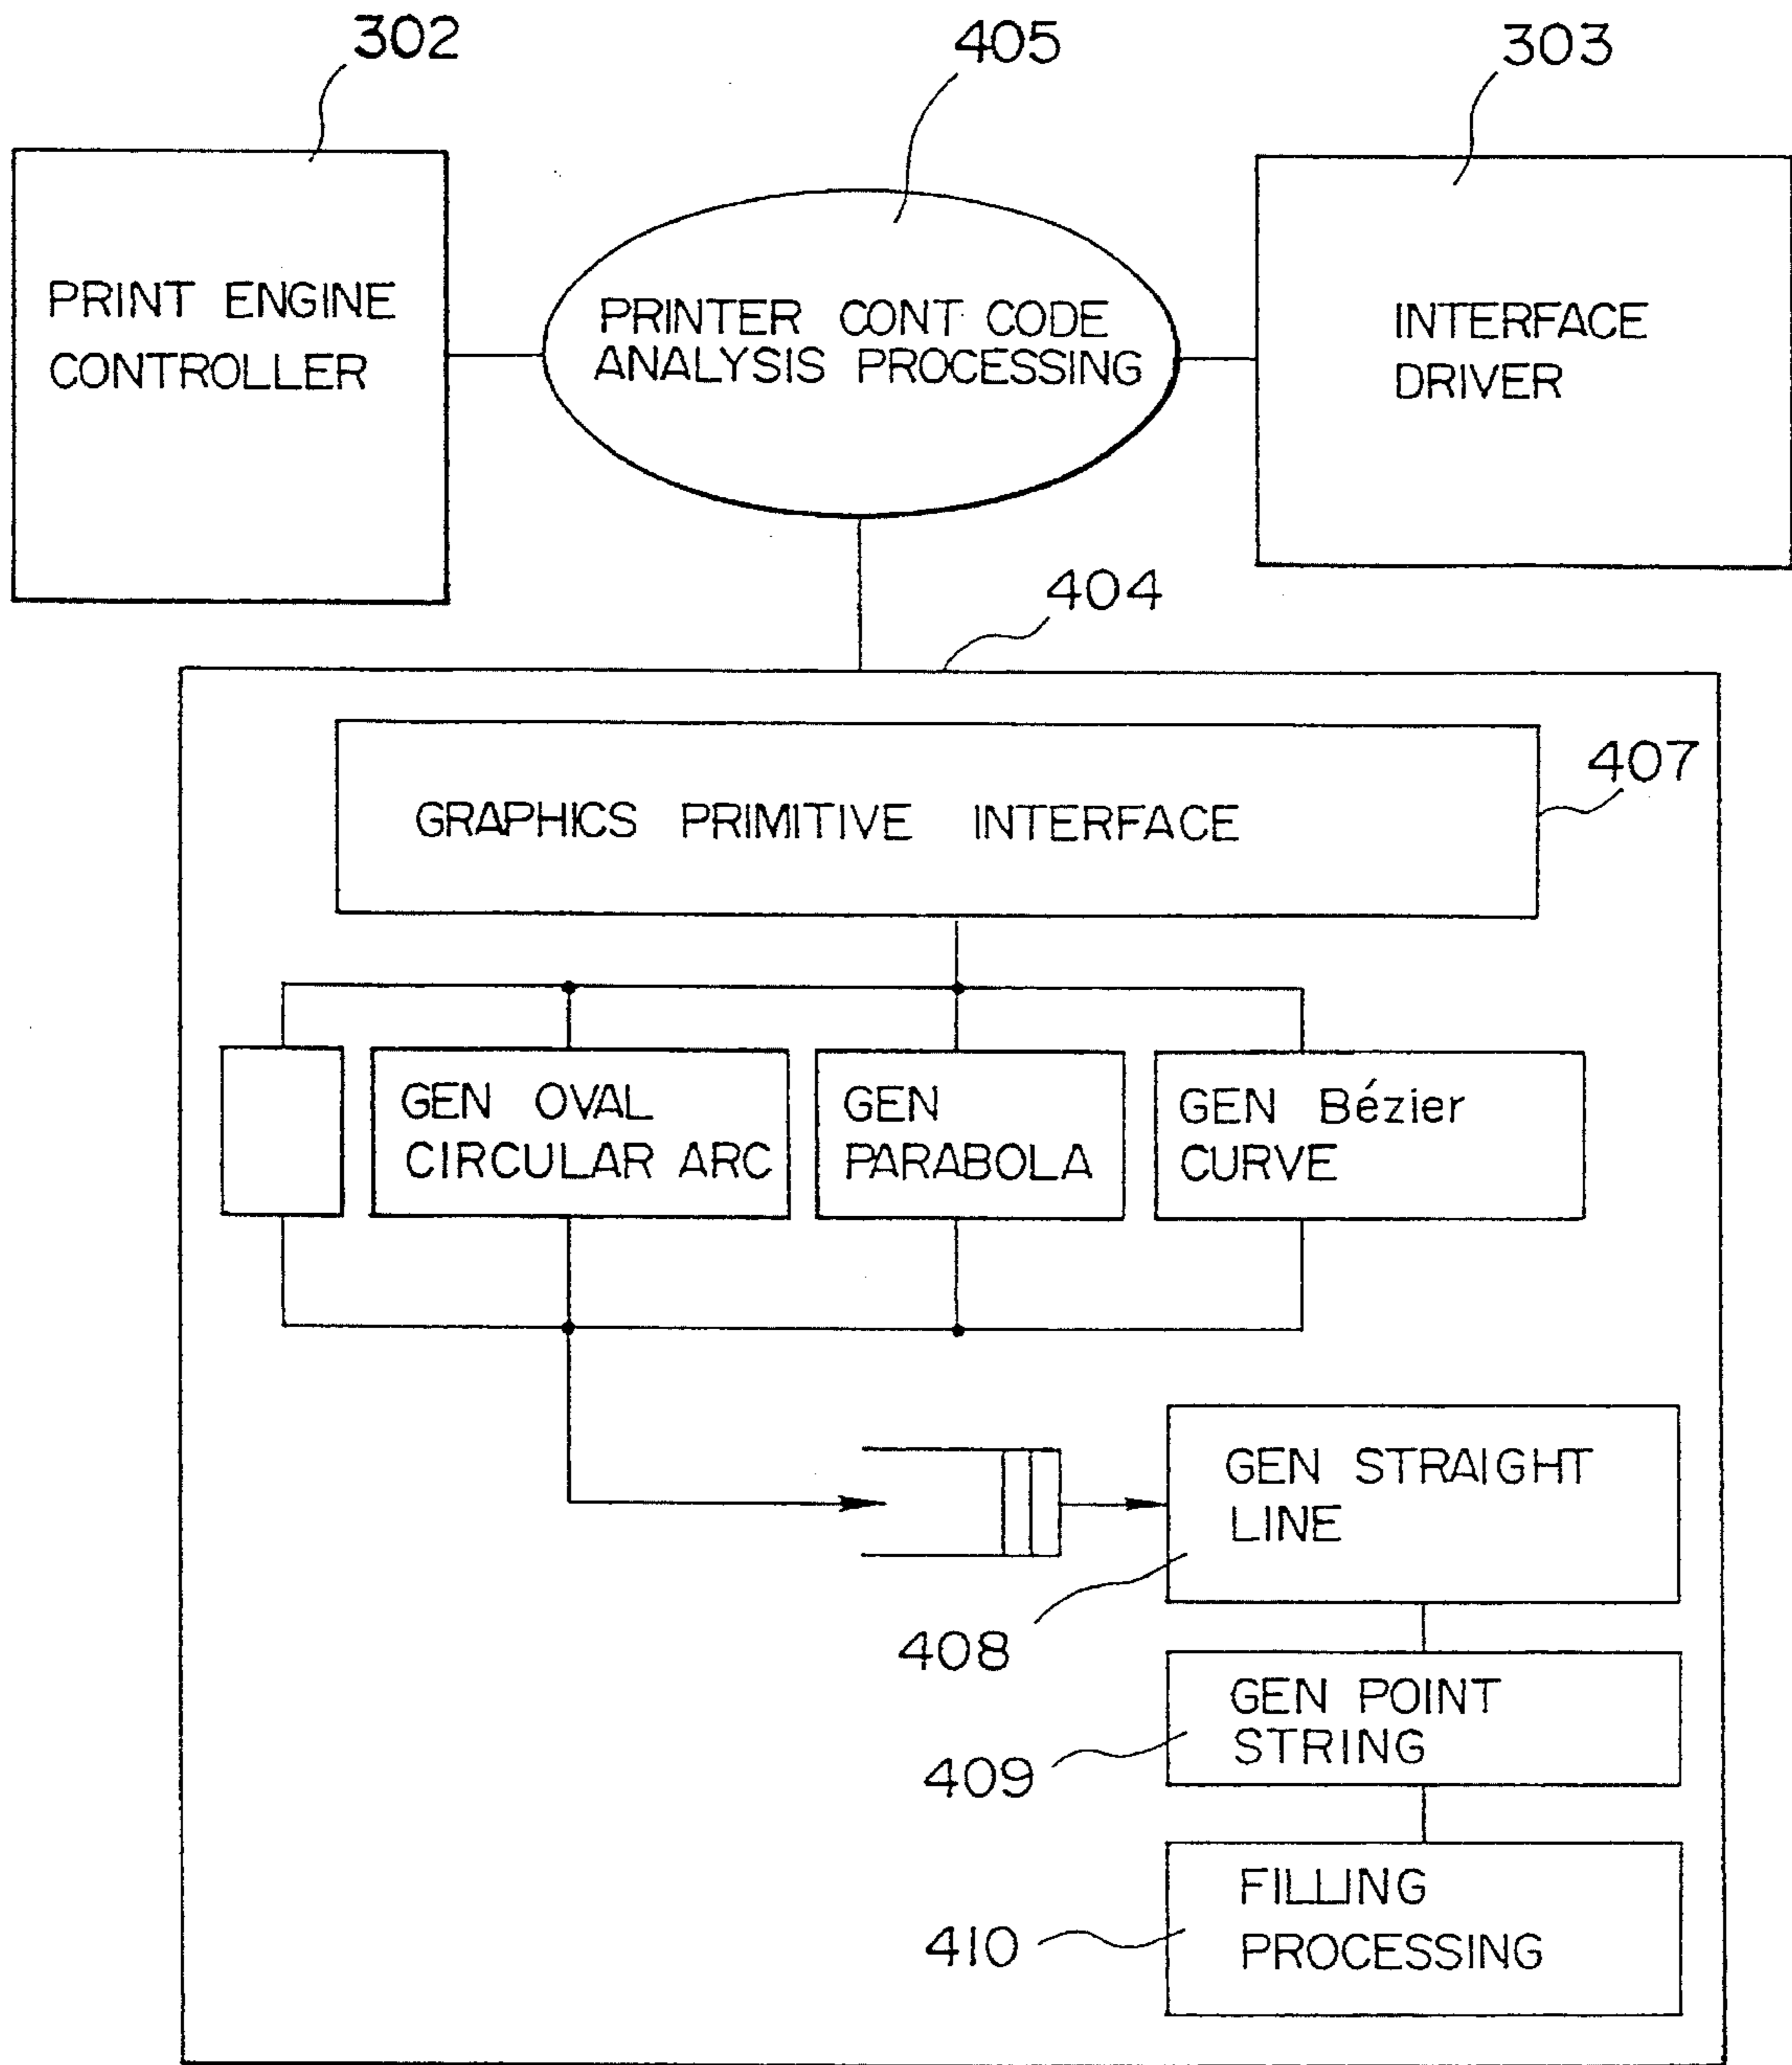 302
405
303
PRINT ENGINE
CONTROLLER
PRINTER CONT CODE
ANALYSIS PROCESSING
INTERFACE
DRIVER
404
407
GRAPHICS PRIMITIVE INTERFACE
GEN OVAL
CIRCULAR ARC
GEN
PARABOLA
GEN Bézier
CURVE
GEN STRAIGHT
LINE
408
GEN POINT
STRING
409
FILLING
PROCESSING
410